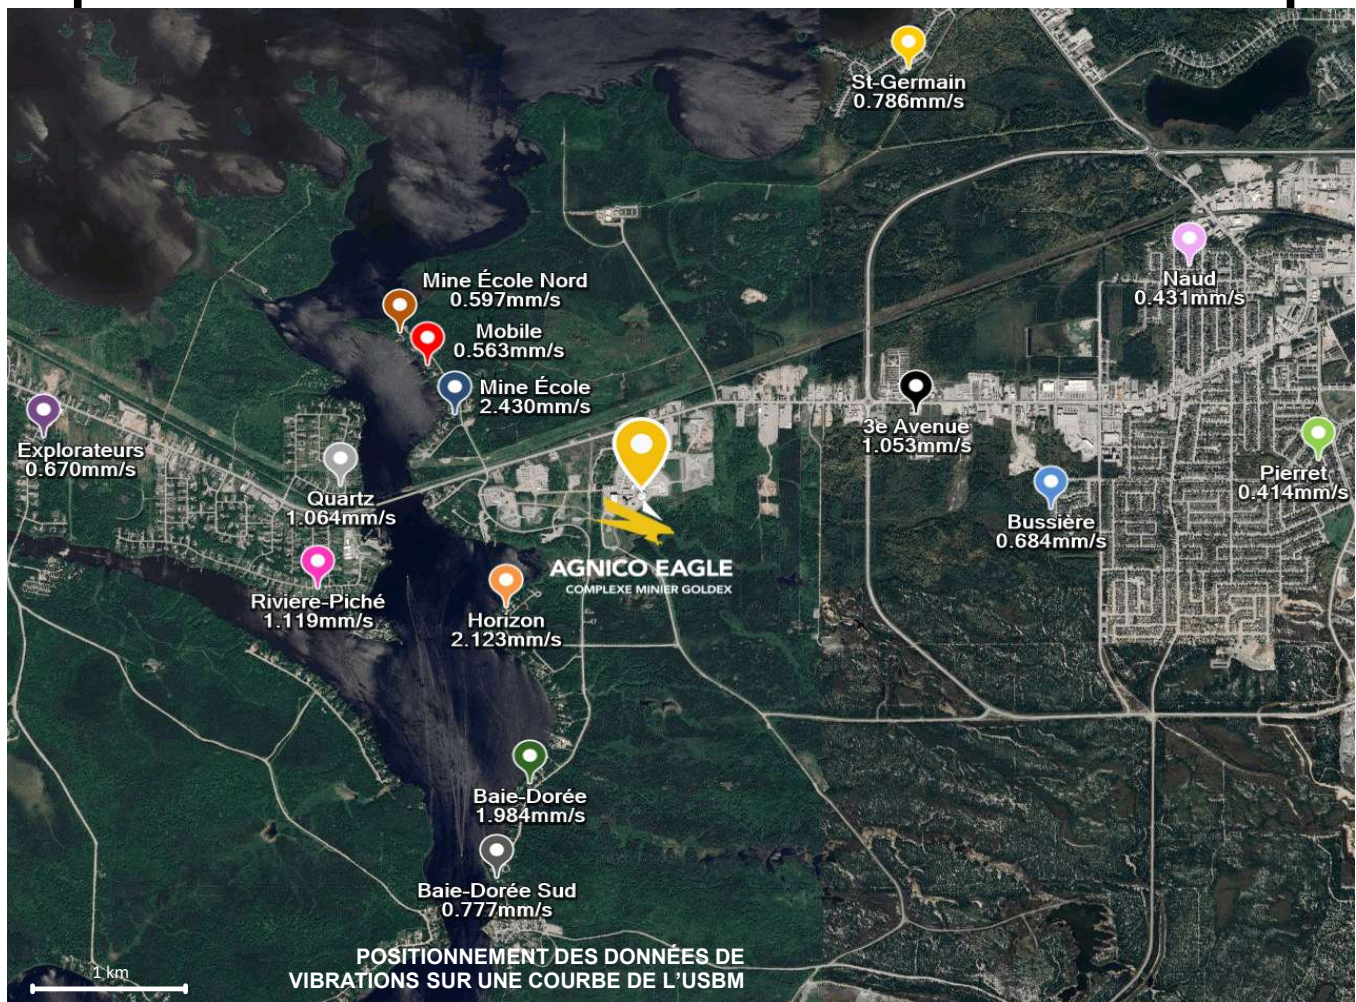 St-Germain
0.786mm/s
Naud
0.431mm/s
Mine École Nord
0.597mm/s
Mobile
0.563mm/s
Mine École
2.430mm/s
3e Avenue
1.053mm/s
Explorateurs
0.670mm/s
Quartz
1.064mm/s
Pierret
0.414mm/s
Bussière
0.684mm/s
AGNICO EAGLE
COMPLEXE MINIER GOLDEX
Rivière-Piché
1.119mm/s
Horizon
2.123mm/s
Baie-Dorée
1.984mm/s
Baie-Dorée Sud
0.777mm/s
POSITIONNEMENT DES DONNÉES DE
VIBRATIONS SUR UNE COURBE DE L'USBM
1 km